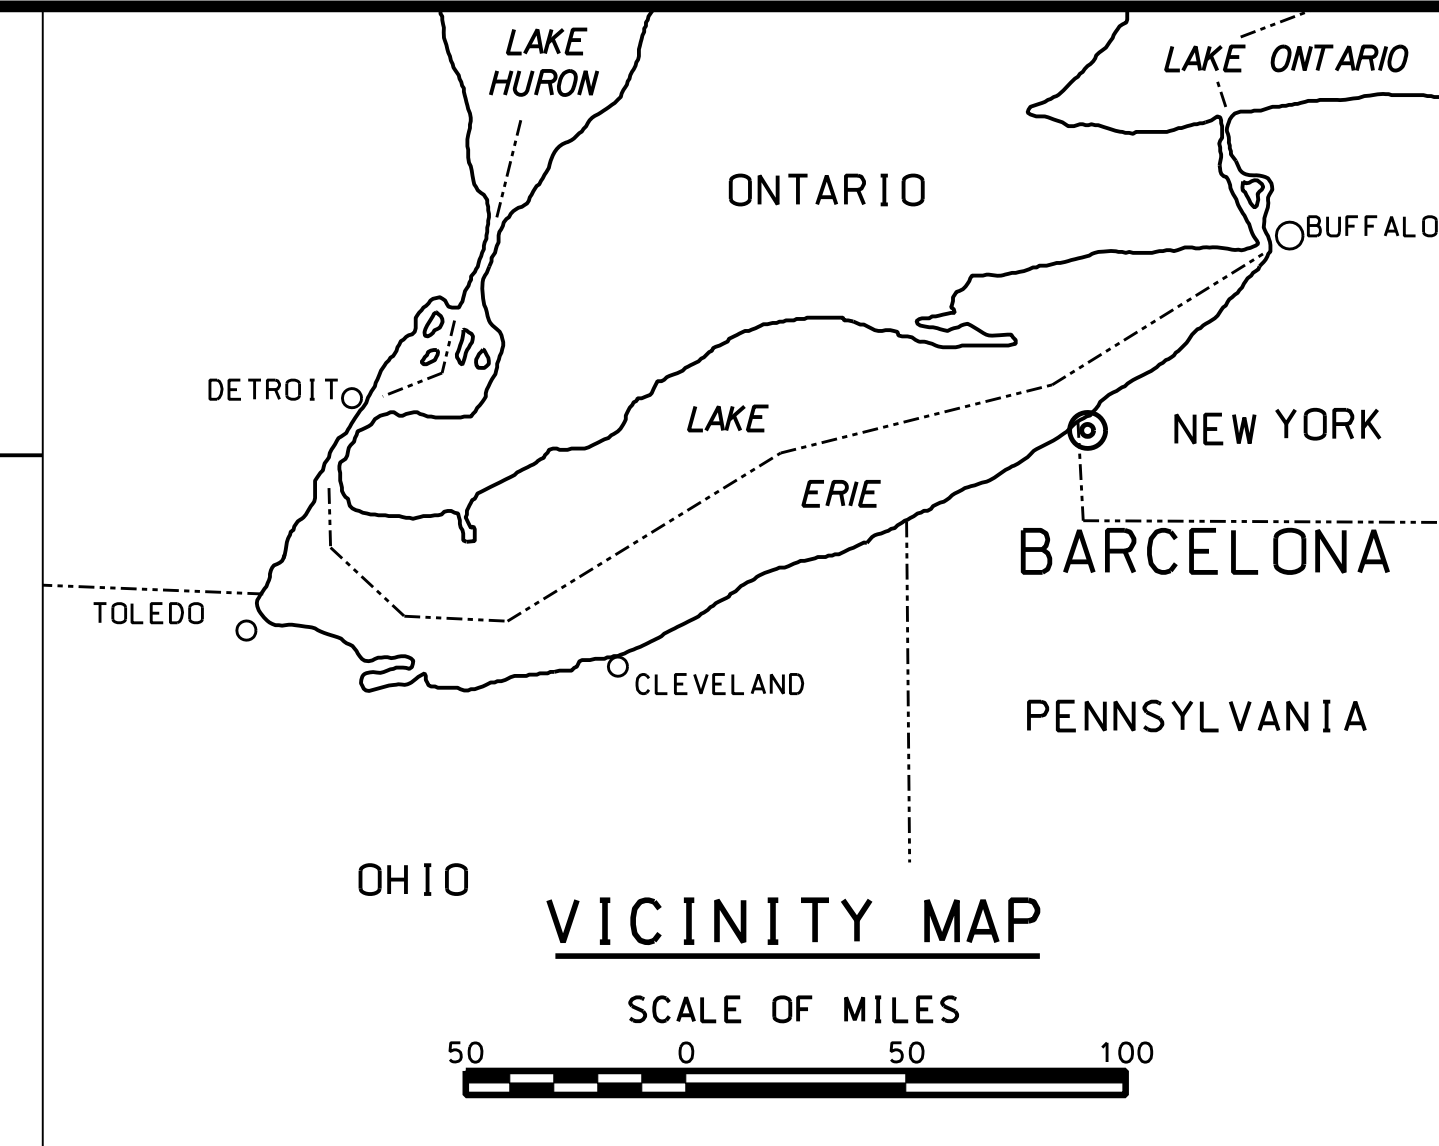 LAKE
HURON
LAKE ONTARIO
ONTARIO
BUFFALO
DETROIT
LAKE
NEW YORK
ERIE
BARCELONA
TOLEDO
CLEVELAND
PENNSYLVANIA
OHIO
VICINITY MAP
SCALE OF MILES
50 0 50 100